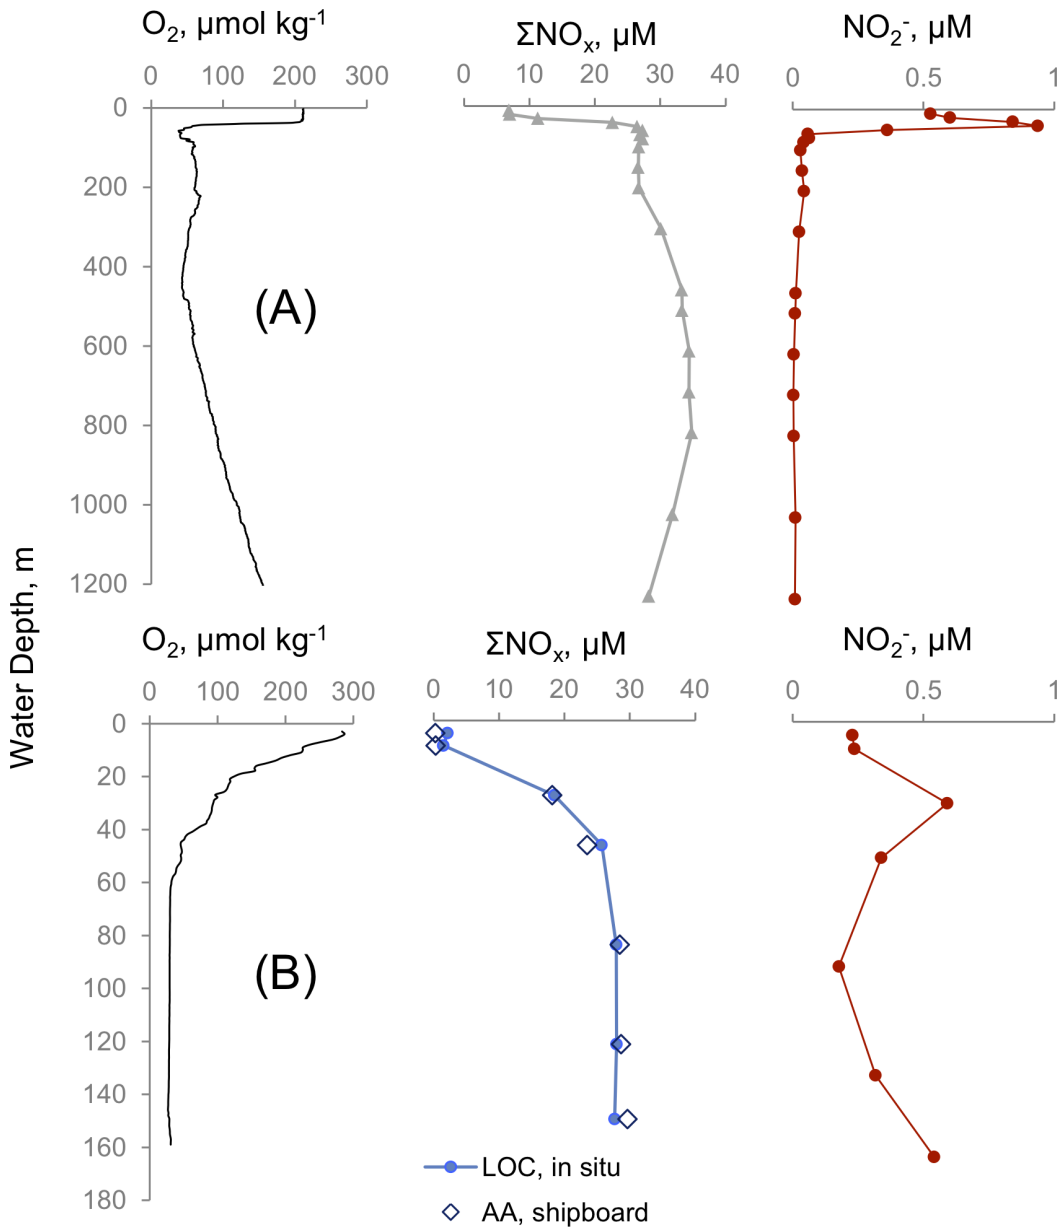 O₂, µmol kg⁻¹
ΣNOₓ, µM
NO₂⁻, µM
0 100 200 300
0 10 20 30 40
0 0.5 1
0
200
400
600
800
1000
1200
(A)
Water Depth, m
O₂, µmol kg⁻¹
ΣNOₓ, µM
NO₂⁻, µM
0 100 200 300
0 10 20 30 40
0 0.5 1
0
20
40
60
80
100
120
140
160
180
(B)
LOC, in situ
AA, shipboard